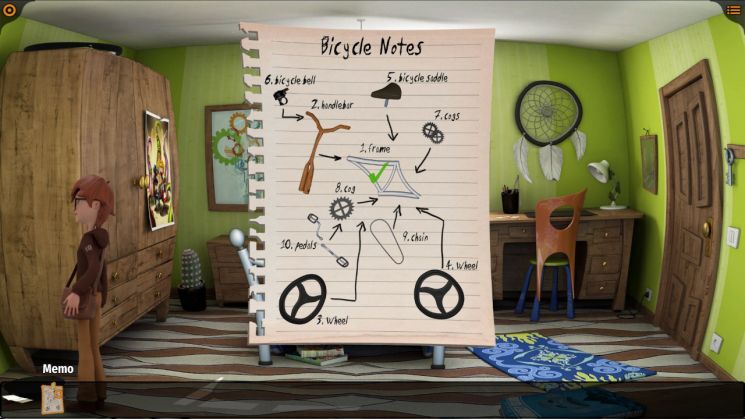 Bicycle Notes
6. bicycle bell
5. bicycle saddle
2. handlebar
7. cogs
1. frame
8. cog
10. pedals
9. chain
4. Wheel
3. Wheel
Memo